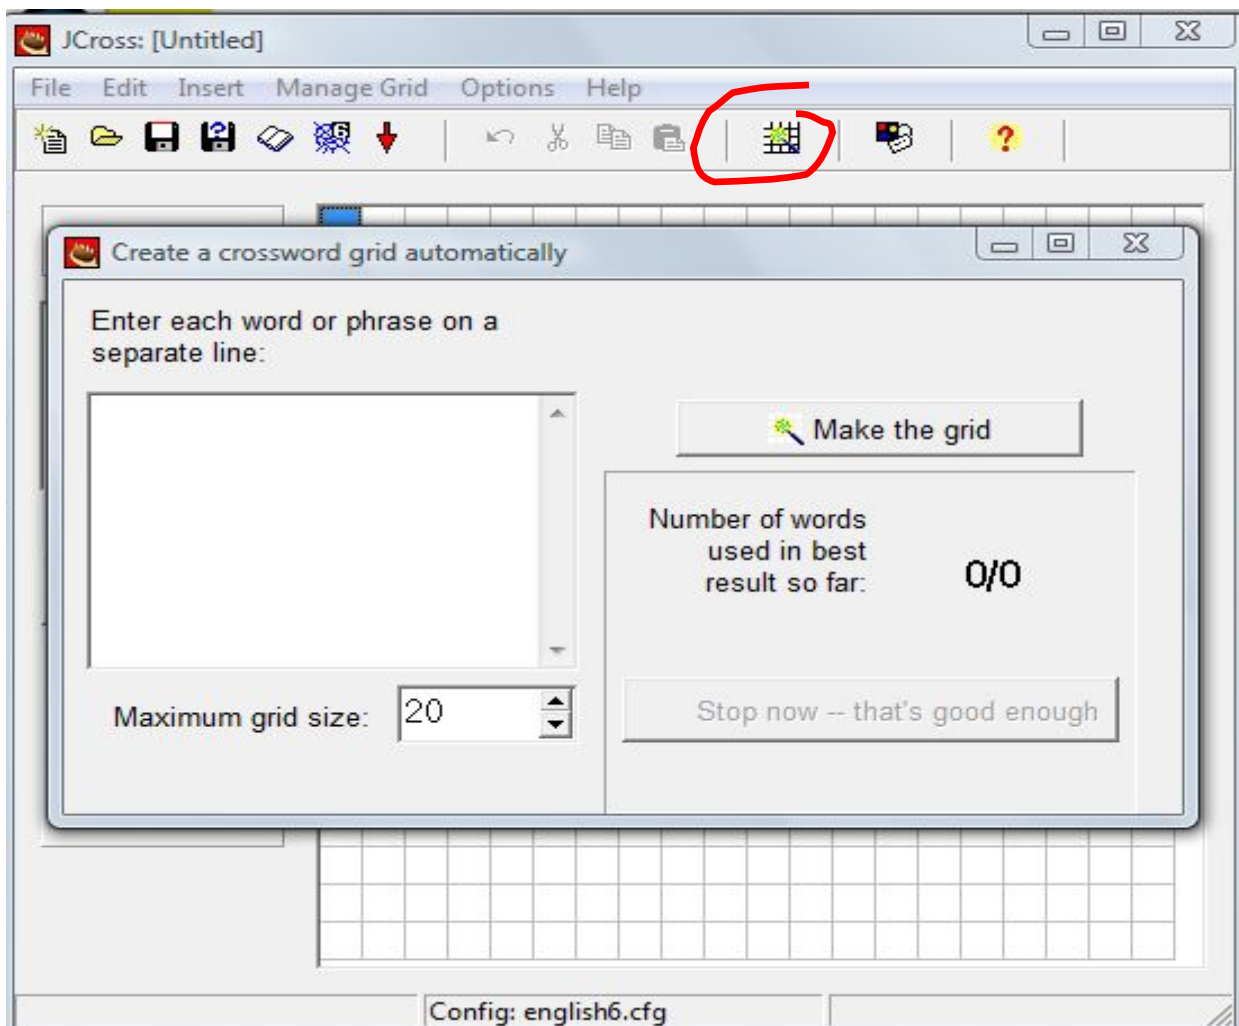 JCross: [Untitled]
File Edit Insert Manage Grid Options Help
Create a crossword grid automatically
Enter each word or phrase on a
separate line:
Make the grid
Number of words
used in best
result so far:
0/0
Maximum grid size:
20
Stop now -- that's good enough
Config: english6.cfg